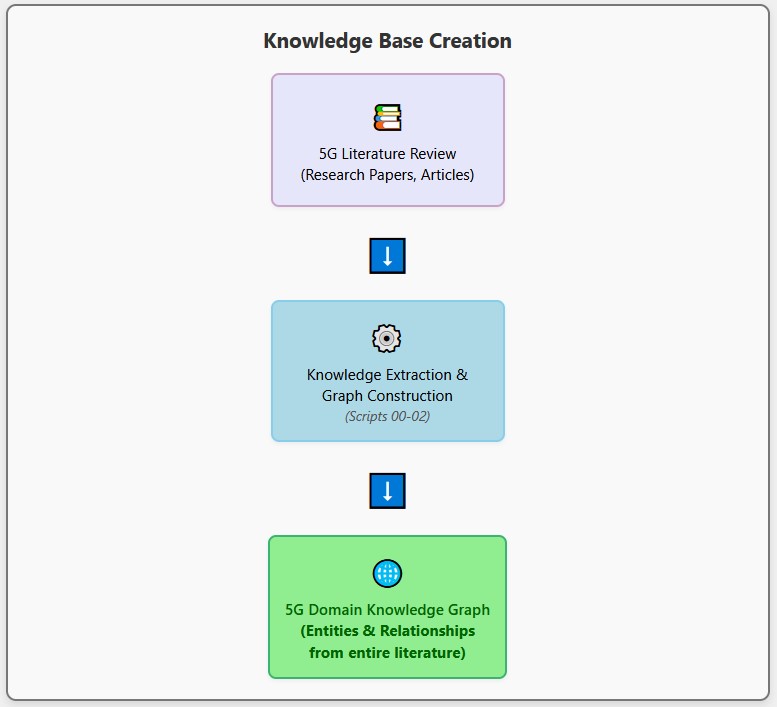 Knowledge Base Creation
5G Literature Review
(Research Papers, Articles)
Knowledge Extraction &
Graph Construction
(Scripts 00-02)
5G Domain Knowledge Graph
(Entities & Relationships
from entire literature)